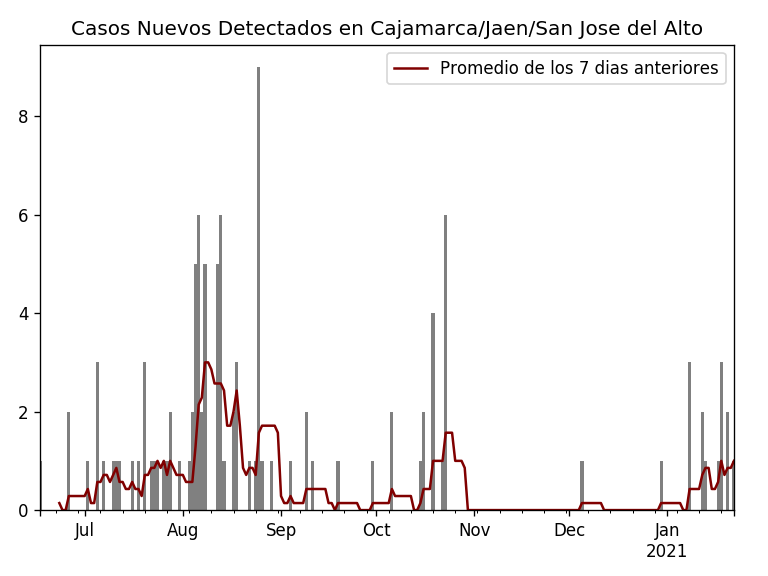 Casos Nuevos Detectados en Cajamarca/Jaen/San Jose del Alto
Promedio de los 7 dias anteriores
8
6
4
2
0
Jul Aug Sep Oct Nov Dec Jan
2021